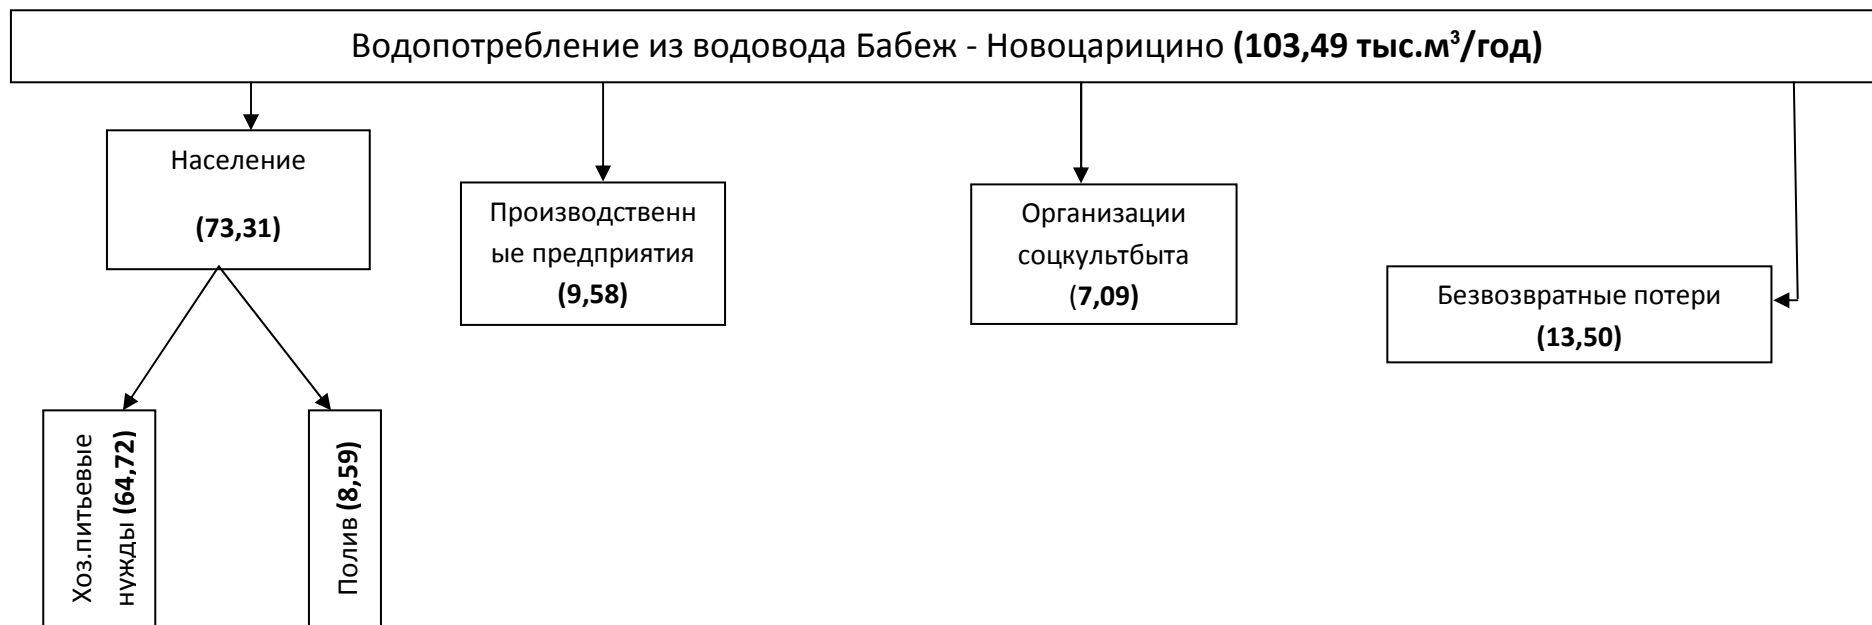 Водопотребление из водовода Бабеж - Новоцарицино (103,49 тыс.м³/год)
Население
(73,31)
Производственн
ые предприятия
(9,58)
Организации
соцкультбыта
(7,09)
Безвозвратные потери
(13,50)
Хоз.питьевые
нужды (64,72)
Полив (8,59)